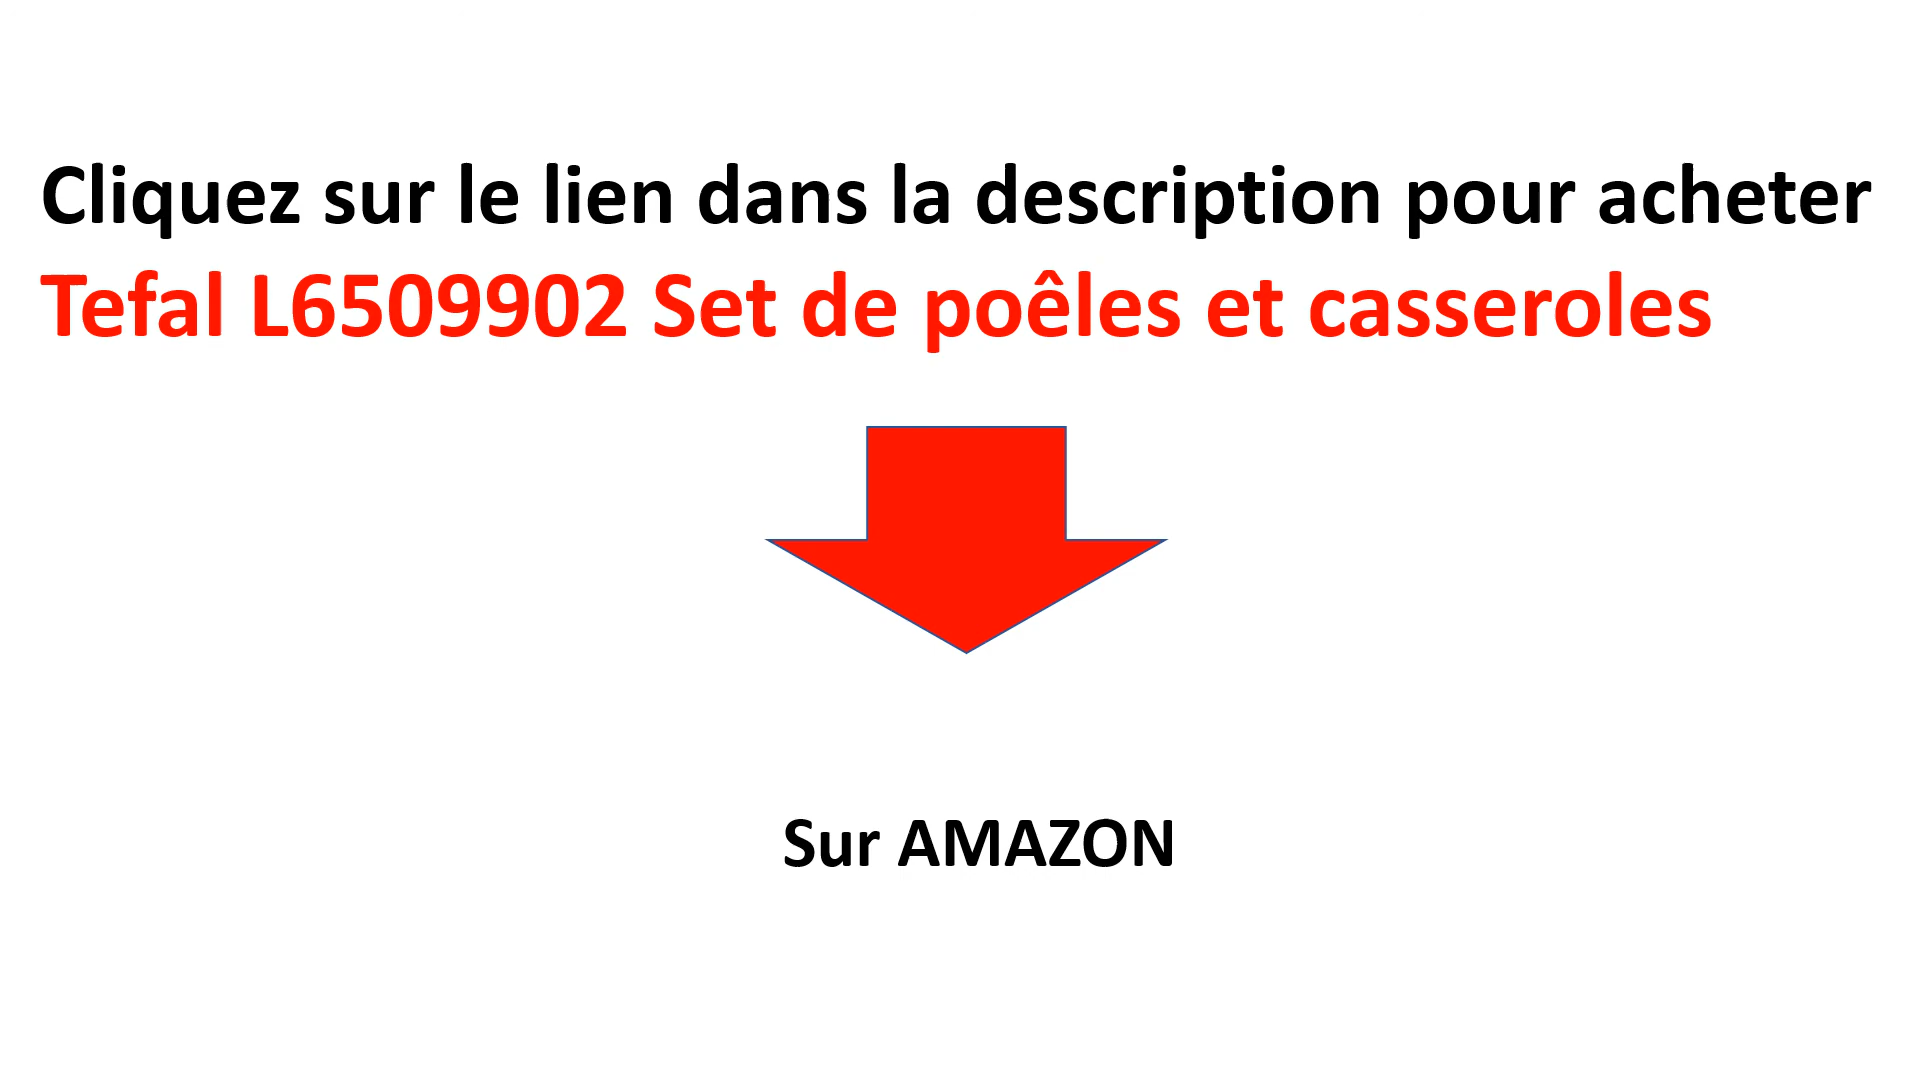 Cliquez sur le lien dans la description pour acheter
Tefal L6509902 Set de poêles et casseroles
Sur AMAZON